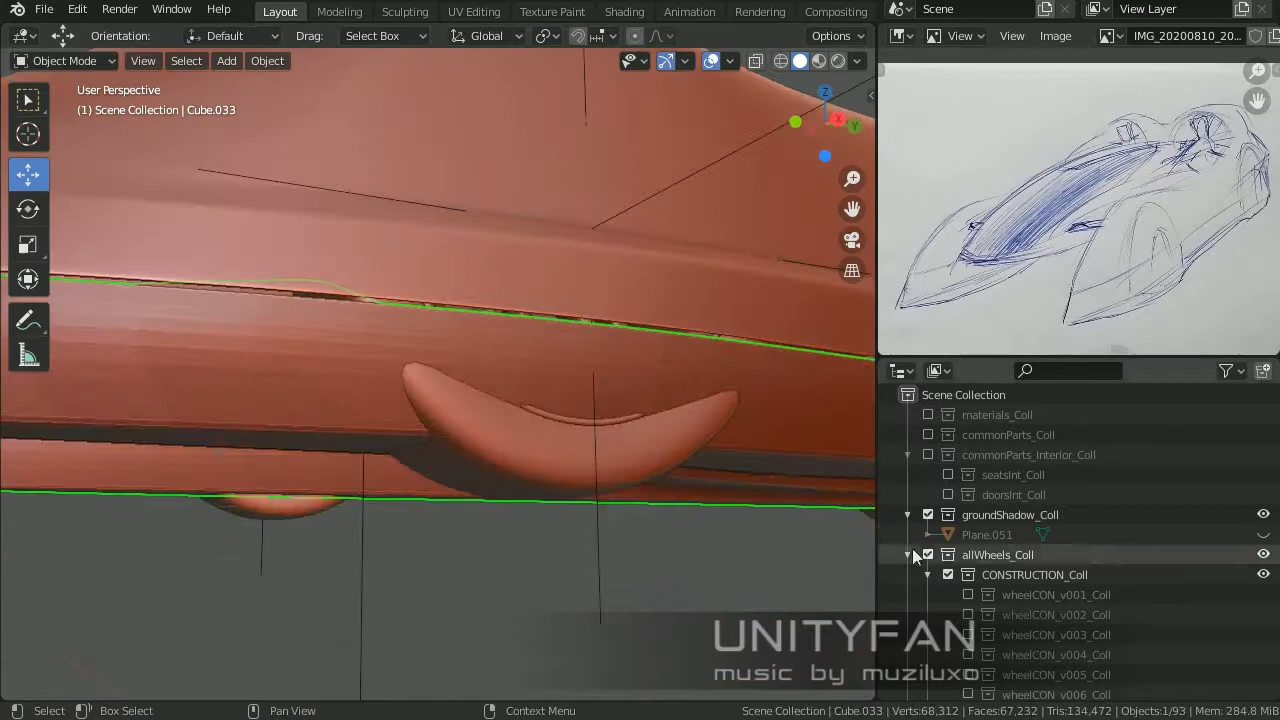 File Edit Render Window Help Layout Modeling Sculpting UV Editing Texture Paint Shading Animation Rendering Compositing Scene View Layer
Orientation: Default Drag: Select Box Global Options View View Image IMG_20200810_20...
Object Mode View Select Add Object
User Perspective
(1) Scene Collection | Cube.033
Z
X
Y
Scene Collection
materials_Coll
commonParts_Coll
commonParts_Interior_Coll
seatsInt_Coll
doorsInt_Coll
groundShadow_Coll
Plane.051
allWheels_Coll
CONSTRUCTION_Coll
wheelCON_v001_Coll
wheelCON_v002_Coll
wheelCON_v003_Coll
wheelCON_v004_Coll
wheelCON_v005_Coll
wheelCON_v006_Coll
UNITYFAN
music by muziluxo
Select Box Select Pan View Context Menu Scene Collection | Cube.033 | Verts:68,312 | Faces:67,232 | Tris:134,472 | Objects:1/93 | Mem: 284.8 MiB